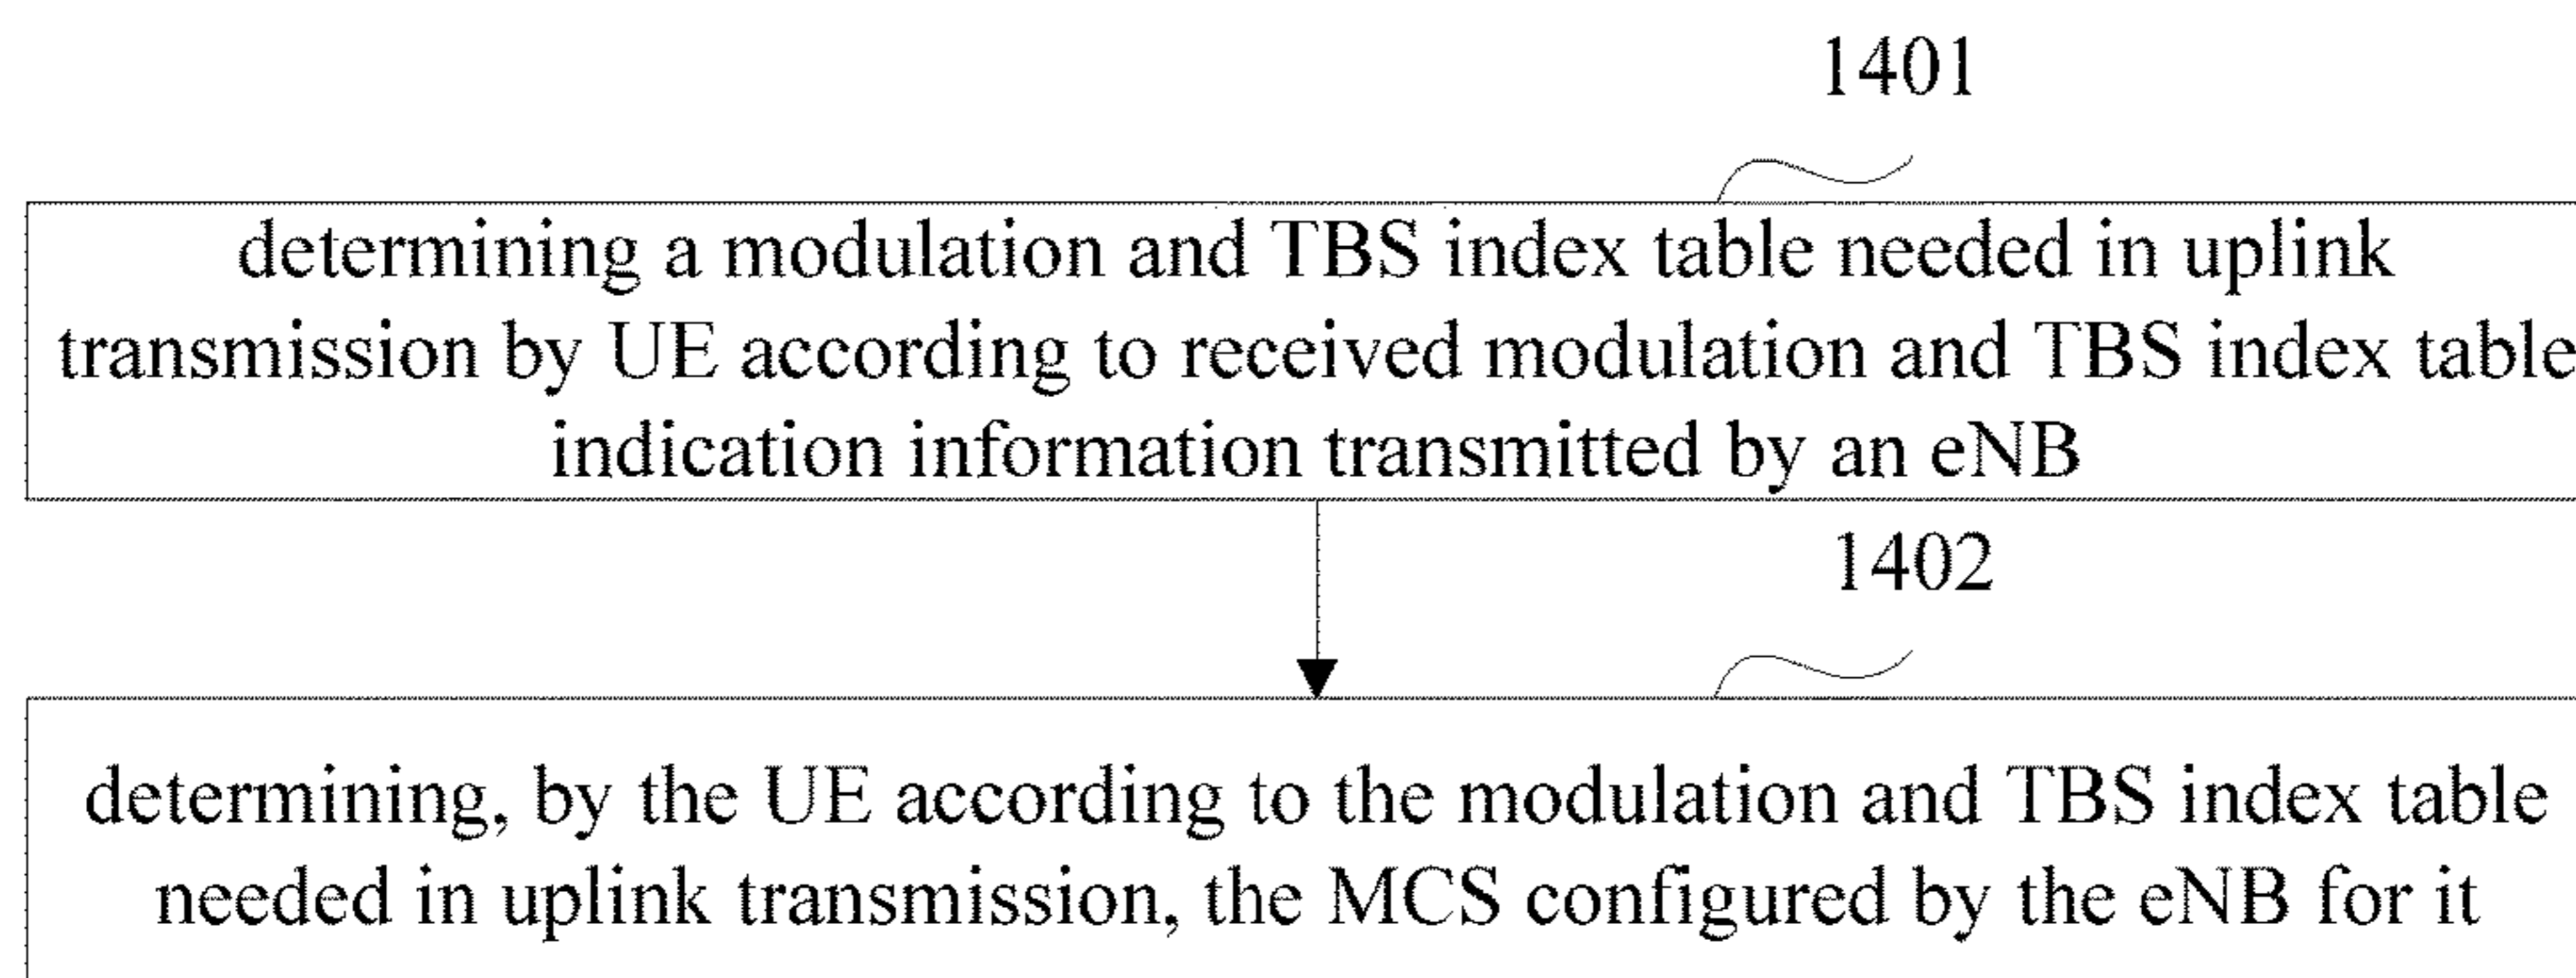 1401
determining a modulation and TBS index table needed in uplink
transmission by UE according to received modulation and TBS index table
indication information transmitted by an eNB
1402
determining, by the UE according to the modulation and TBS index table
needed in uplink transmission, the MCS configured by the eNB for it